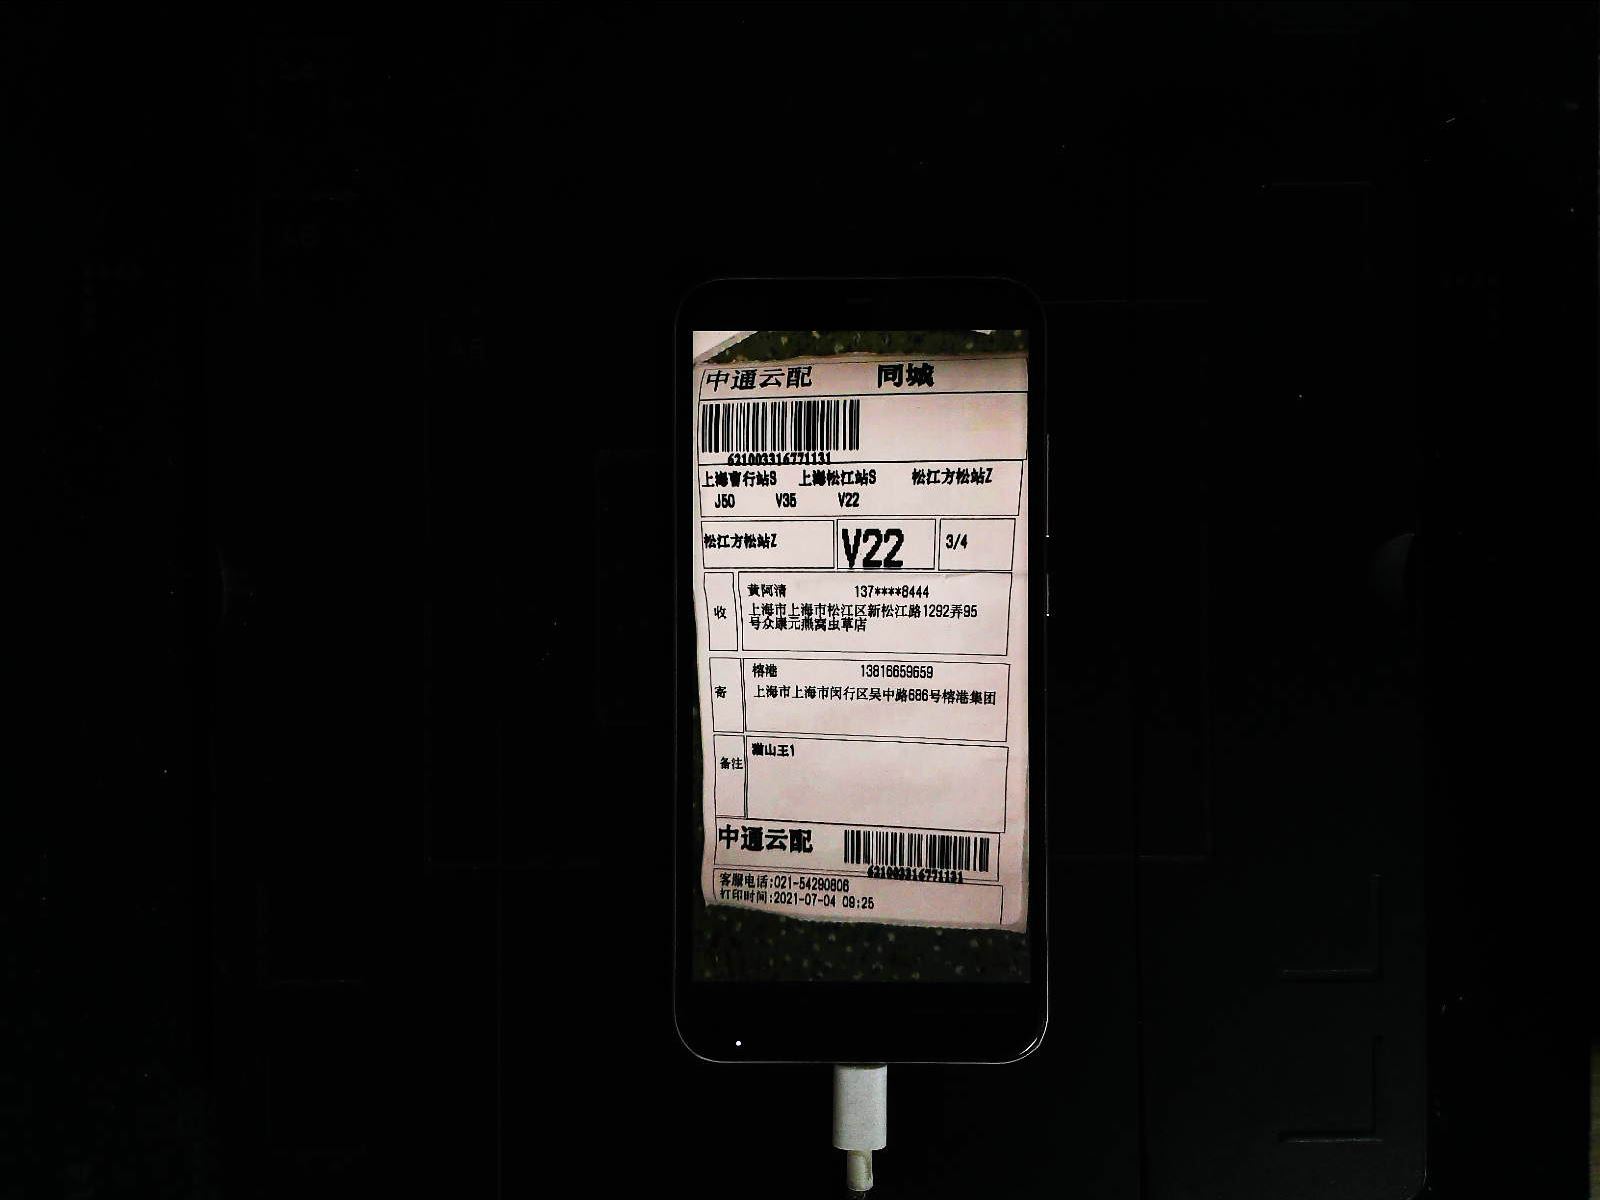 中通云配 同城
621003316771131
上海曹行站S 上海松江站S 松江方松站Z
J50 V35 V22
松江方松站Z V22 3/4
收 黄阿清 137****8444
上海市上海市松江区新松江路1292弄95
号众康元燕窝虫草店
寄 榕港 13816659659
上海市上海市闵行区吴中路686号榕港集团
备注 猫山王1
中通云配
621003316771131
客服电话:021-54290806
打印时间:2021-07-04 09:25